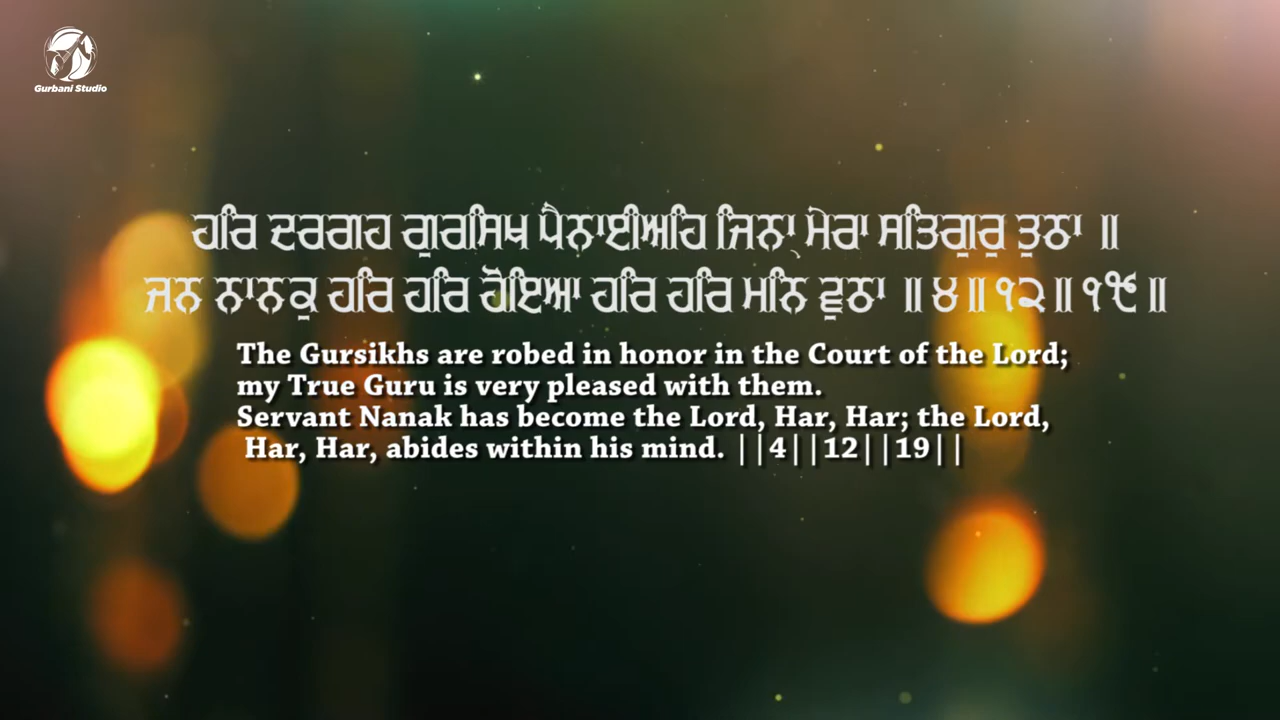 Gurbani Studio
ਹਰਿ ਦਰਗਹ ਗੁਰਸਿਖ ਪੈਨਾਈਅਹਿ ਜਿਨਾ੍ ਮੇਰਾ ਸਤਿਗੁਰੁ ਤੁਠਾ ॥
ਜਨ ਨਾਨਕੁ ਹਰਿ ਹਰਿ ਹੋਇਆ ਹਰਿ ਹਰਿ ਮਨਿ ਵੁਠਾ ॥੪॥੧੨॥੧੯॥
The Gursikhs are robed in honor in the Court of the Lord;
my True Guru is very pleased with them.
Servant Nanak has become the Lord, Har, Har; the Lord,
Har, Har, abides within his mind. ||4||12||19||